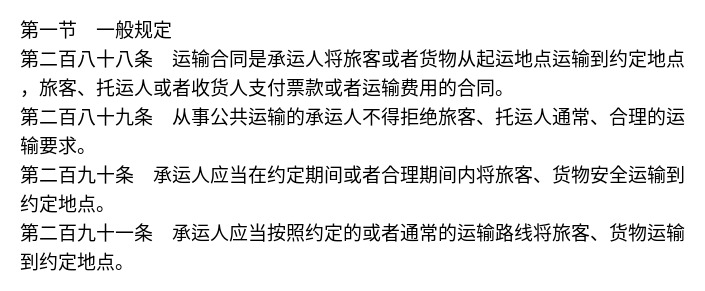 第一节　一般规定
第二百八十八条　运输合同是承运人将旅客或者货物从起运地点运输到约定地点
，旅客、托运人或者收货人支付票款或者运输费用的合同。
第二百八十九条　从事公共运输的承运人不得拒绝旅客、托运人通常、合理的运
输要求。
第二百九十条　承运人应当在约定期间或者合理期间内将旅客、货物安全运输到
约定地点。
第二百九十一条　承运人应当按照约定的或者通常的运输路线将旅客、货物运输
到约定地点。